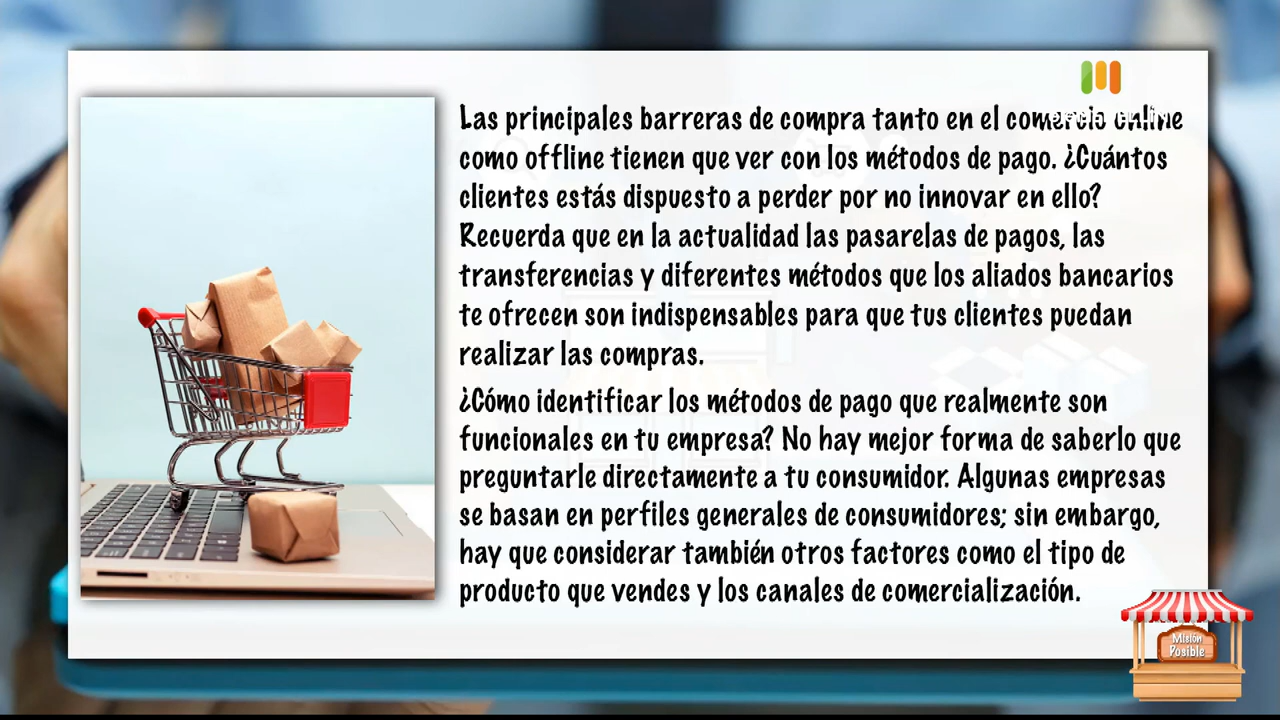 Las principales barreras de compra tanto en el comercio online
como offline tienen que ver con los métodos de pago. ¿Cuántos
clientes estás dispuesto a perder por no innovar en ello?
Recuerda que en la actualidad las pasarelas de pagos, las
transferencias y diferentes métodos que los aliados bancarios
te ofrecen son indispensables para que tus clientes puedan
realizar las compras.
¿Cómo identificar los métodos de pago que realmente son
funcionales en tu empresa? No hay mejor forma de saberlo que
preguntarle directamente a tu consumidor. Algunas empresas
se basan en perfiles generales de consumidores; sin embargo,
hay que considerar también otros factores como el tipo de
producto que vendes y los canales de comercialización.
Misión
Posible